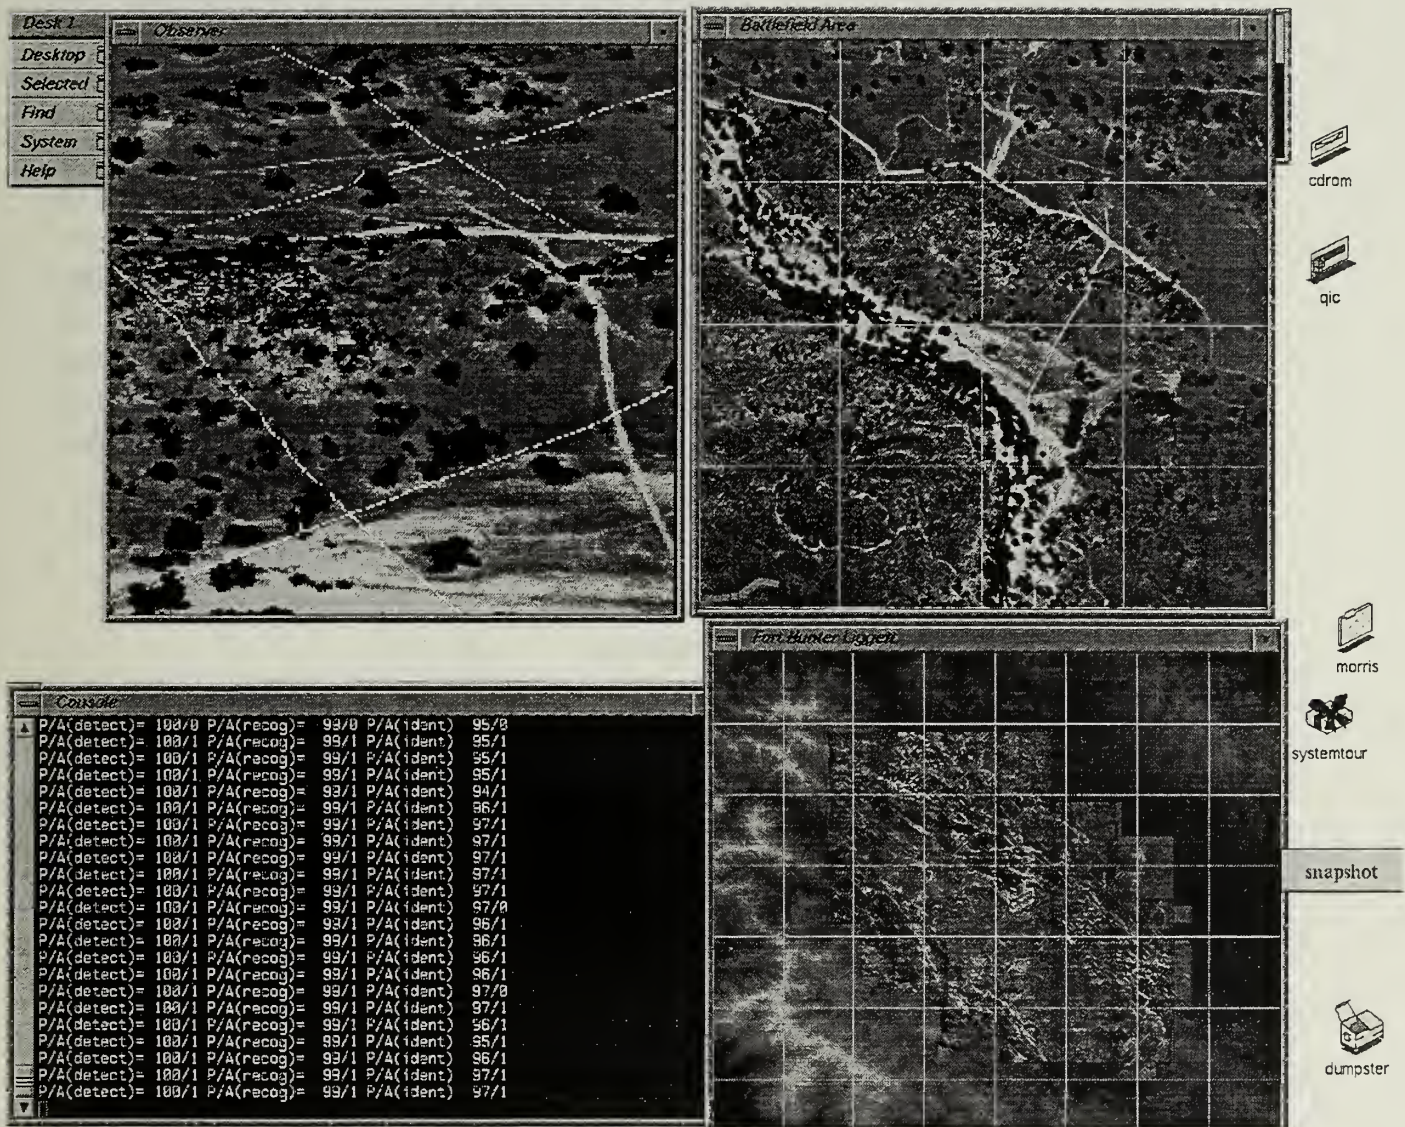 Desk 1
Desktop
Selected
Find
System
Help
Observer
Battlefield Area
cdrom
qic
morris
systemtour
snapshot
dumpster
Fort Hunter Liggett
Console
P/A(detect)= 100/0 P/A(recog)= 99/0 P/A(ident) 95/0
P/A(detect)= 100/1 P/A(recog)= 99/1 P/A(ident) 95/1
P/A(detect)= 100/1 P/A(recog)= 99/1 P/A(ident) 95/1
P/A(detect)= 100/1 P/A(recog)= 99/1 P/A(ident) 95/1
P/A(detect)= 100/1 P/A(recog)= 99/1 P/A(ident) 94/1
P/A(detect)= 100/1 P/A(recog)= 99/1 P/A(ident) 96/1
P/A(detect)= 100/1 P/A(recog)= 99/1 P/A(ident) 97/1
P/A(detect)= 100/1 P/A(recog)= 99/1 P/A(ident) 97/1
P/A(detect)= 100/1 P/A(recog)= 99/1 P/A(ident) 97/1
P/A(detect)= 100/1 P/A(recog)= 99/1 P/A(ident) 97/1
P/A(detect)= 100/1 P/A(recog)= 99/1 P/A(ident) 97/1
P/A(detect)= 100/1 P/A(recog)= 99/1 P/A(ident) 97/0
P/A(detect)= 100/1 P/A(recog)= 99/1 P/A(ident) 96/1
P/A(detect)= 100/1 P/A(recog)= 99/1 P/A(ident) 96/1
P/A(detect)= 100/1 P/A(recog)= 99/1 P/A(ident) 96/1
P/A(detect)= 100/1 P/A(recog)= 99/1 P/A(ident) 96/1
P/A(detect)= 100/1 P/A(recog)= 99/1 P/A(ident) 97/0
P/A(detect)= 100/1 P/A(recog)= 99/1 P/A(ident) 97/1
P/A(detect)= 100/1 P/A(recog)= 99/1 P/A(ident) 96/1
P/A(detect)= 100/1 P/A(recog)= 99/1 P/A(ident) 95/1
P/A(detect)= 100/1 P/A(recog)= 99/1 P/A(ident) 96/1
P/A(detect)= 100/1 P/A(recog)= 99/1 P/A(ident) 97/1
P/A(detect)= 100/1 P/A(recog)= 99/1 P/A(ident) 97/1